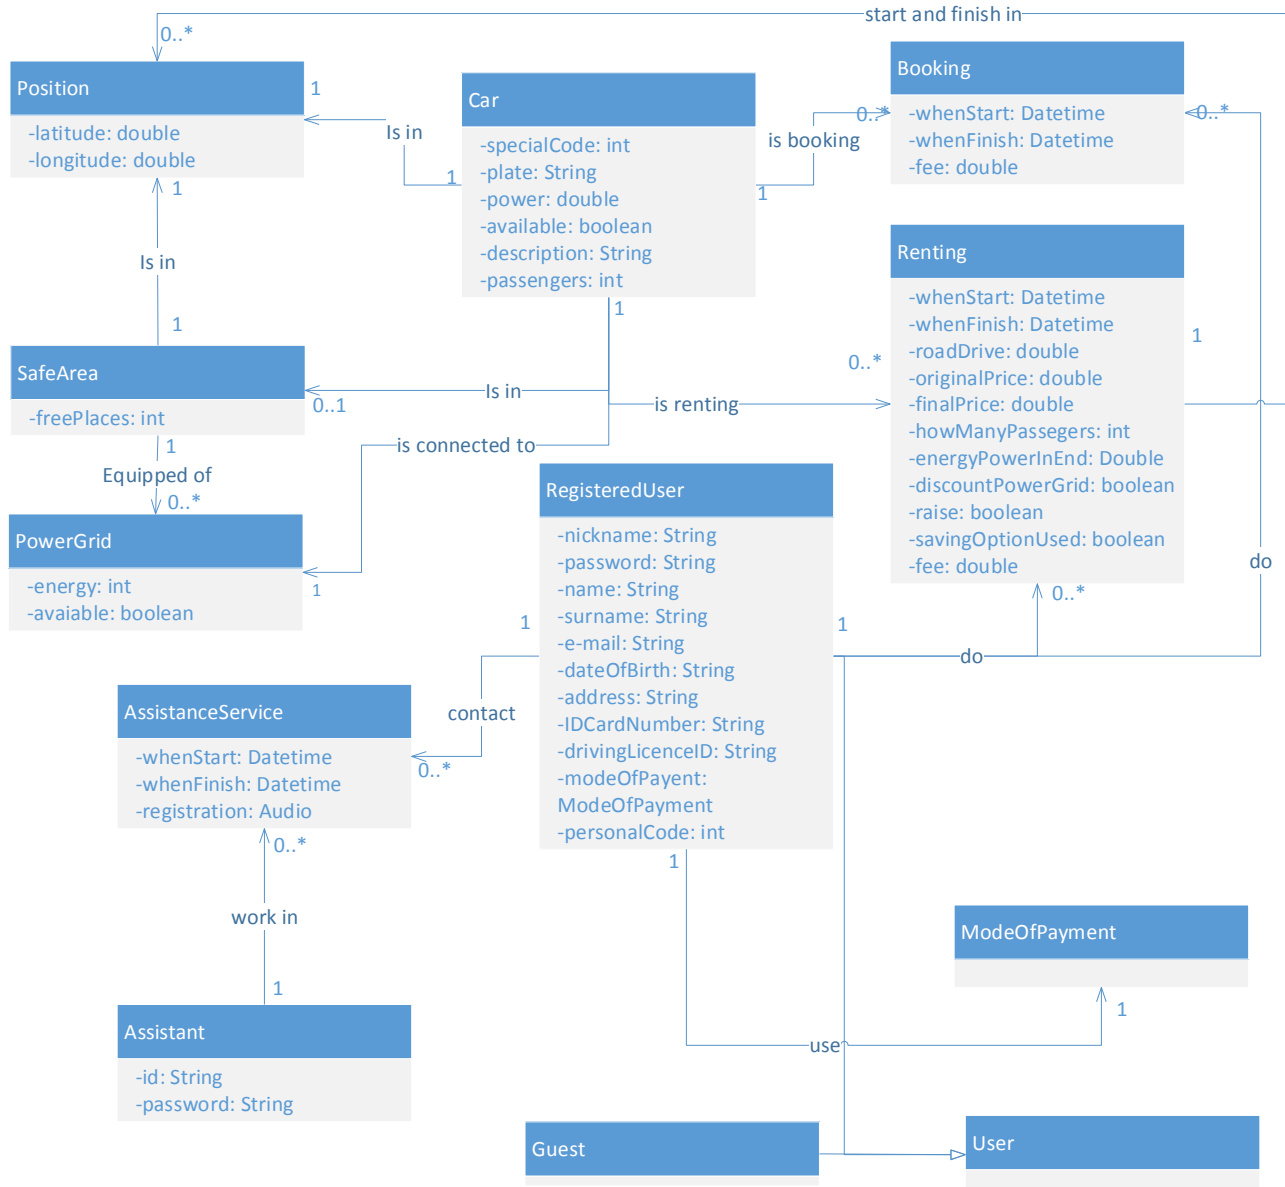 start and finish in
0..*
Position
-latitude: double
-longitude: double
1
1
Is in
1
Car
-specialCode: int
-plate: String
-power: double
-available: boolean
-description: String
-passengers: int
1
1
1
is booking
0..*
Booking
-whenStart: Datetime
-whenFinish: Datetime
-fee: double
0..*
Is in
1
SafeArea
-freePlaces: int
0..1
Is in
1
Equipped of
0..*
is connected to
is renting
0..*
Renting
-whenStart: Datetime
-whenFinish: Datetime
-roadDrive: double
-originalPrice: double
-finalPrice: double
-howManyPassegers: int
-energyPowerInEnd: Double
-discountPowerGrid: boolean
-raise: boolean
-savingOptionUsed: boolean
-fee: double
1
0..*
do
PowerGrid
-energy: int
-avaiable: boolean
1
RegisteredUser
-nickname: String
-password: String
-name: String
-surname: String
-e-mail: String
-dateOfBirth: String
-address: String
-IDCardNumber: String
-drivingLicenceID: String
-modeOfPayent:
ModeOfPayment
-personalCode: int
1
1
do
contact
0..*
AssistanceService
-whenStart: Datetime
-whenFinish: Datetime
-registration: Audio
0..*
work in
1
Assistant
-id: String
-password: String
1
use
ModeOfPayment
1
Guest
User